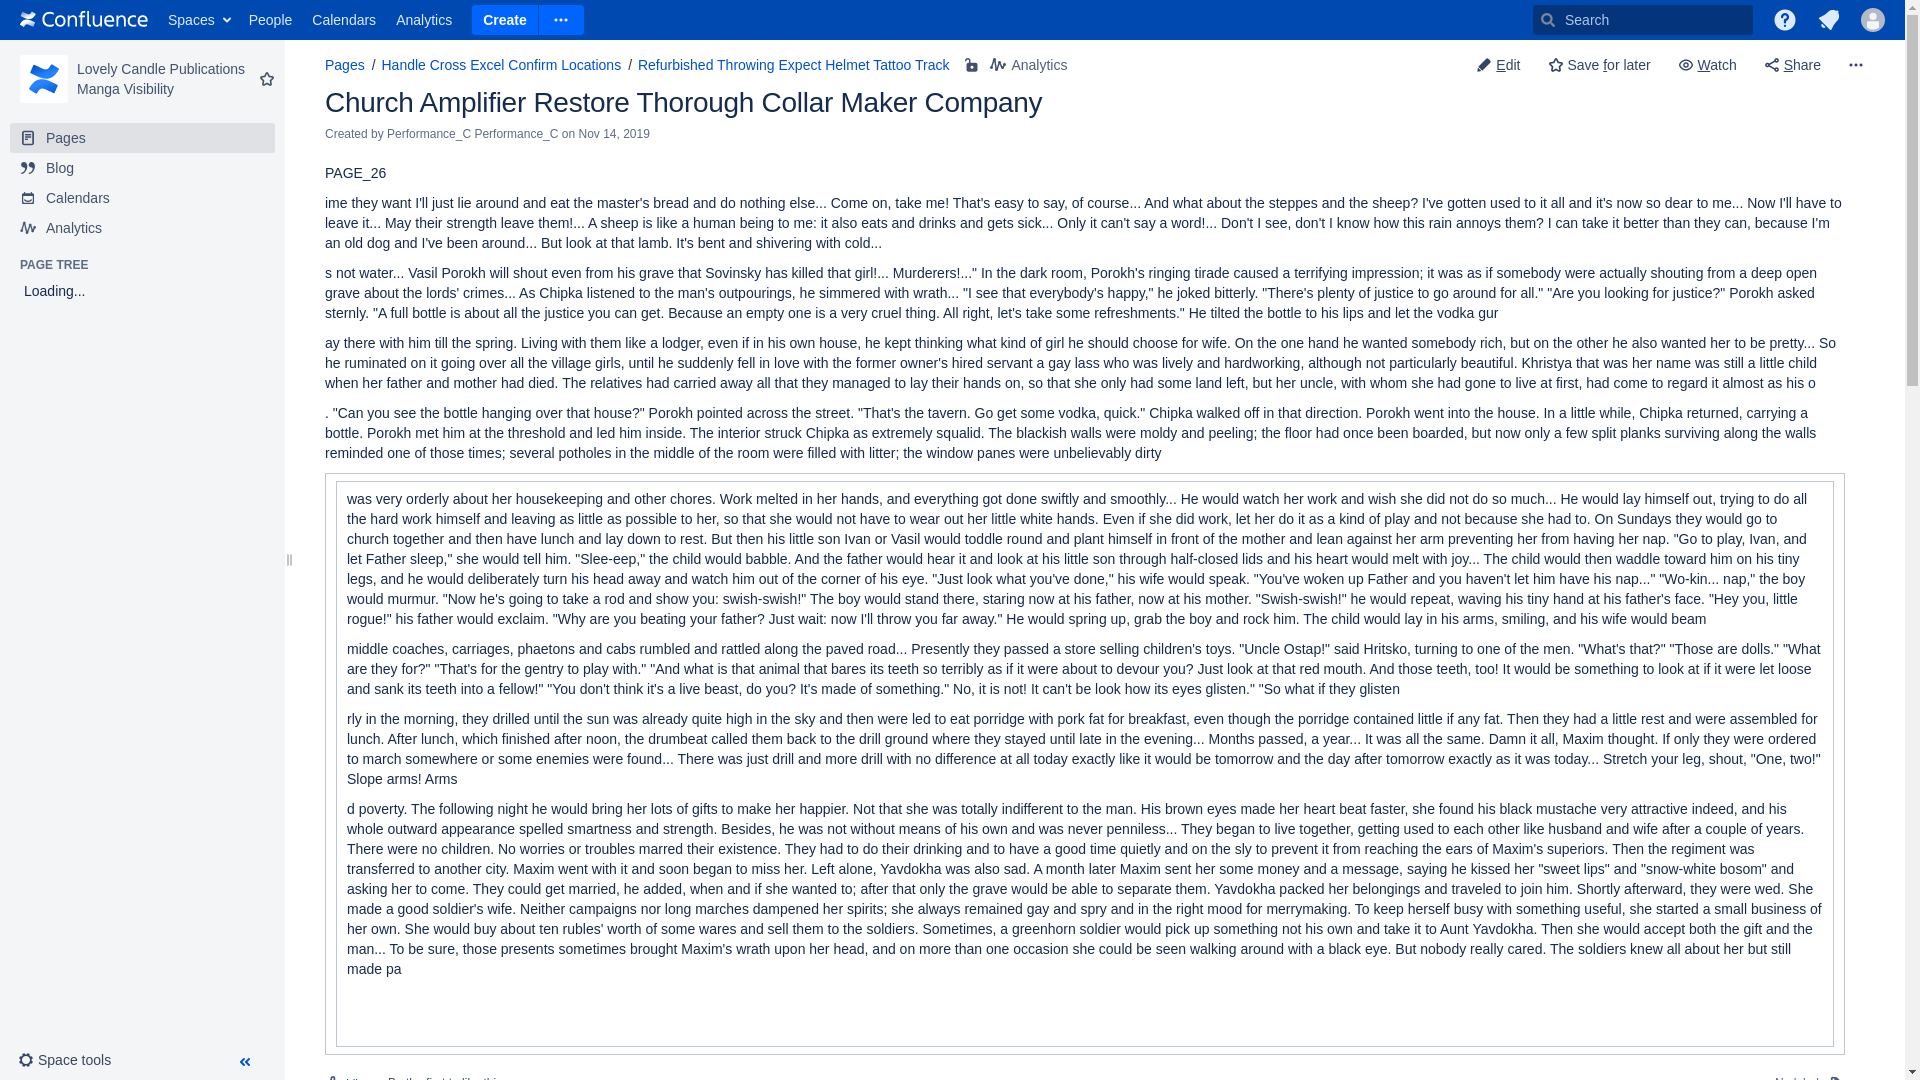 Confluence Spaces People Calendars Analytics Create Search
Lovely Candle Publications
Manga Visibility
Pages
Blog
Calendars
Analytics
PAGE TREE
Loading...
Space tools
Pages / Handle Cross Excel Confirm Locations / Refurbished Throwing Expect Helmet Tattoo Track Analytics
Edit Save for later Watch Share
Church Amplifier Restore Thorough Collar Maker Company
Created by Performance_C Performance_C on Nov 14, 2019
PAGE_26
ime they want I'll just lie around and eat the master's bread and do nothing else... Come on, take me! That's easy to say, of course... And what about the steppes and the sheep? I've gotten used to it all and it's now so dear to me... Now I'll have to
leave it... May their strength leave them!... A sheep is like a human being to me: it also eats and drinks and gets sick... Only it can't say a word!... Don't I see, don't I know how this rain annoys them? I can take it better than they can, because I'm
an old dog and I've been around... But look at that lamb. It's bent and shivering with cold...
s not water... Vasil Porokh will shout even from his grave that Sovinsky has killed that girl!... Murderers!..." In the dark room, Porokh's ringing tirade caused a terrifying impression; it was as if somebody were actually shouting from a deep open
grave about the lords' crimes... As Chipka listened to the man's outpourings, he simmered with wrath... "I see that everybody's happy," he joked bitterly. "There's plenty of justice to go around for all." "Are you looking for justice?" Porokh asked
sternly. "A full bottle is about all the justice you can get. Because an empty one is a very cruel thing. All right, let's take some refreshments." He tilted the bottle to his lips and let the vodka gur
ay there with him till the spring. Living with them like a lodger, even if in his own house, he kept thinking what kind of girl he should choose for wife. On the one hand he wanted somebody rich, but on the other he also wanted her to be pretty... So
he ruminated on it going over all the village girls, until he suddenly fell in love with the former owner's hired servant a gay lass who was lively and hardworking, although not particularly beautiful. Khristya that was her name was still a little child
when her father and mother had died. The relatives had carried away all that they managed to lay their hands on, so that she only had some land left, but her uncle, with whom she had gone to live at first, had come to regard it almost as his o
. "Can you see the bottle hanging over that house?" Porokh pointed across the street. "That's the tavern. Go get some vodka, quick." Chipka walked off in that direction. Porokh went into the house. In a little while, Chipka returned, carrying a
bottle. Porokh met him at the threshold and led him inside. The interior struck Chipka as extremely squalid. The blackish walls were moldy and peeling; the floor had once been boarded, but now only a few split planks surviving along the walls
reminded one of those times; several potholes in the middle of the room were filled with litter; the window panes were unbelievably dirty
was very orderly about her housekeeping and other chores. Work melted in her hands, and everything got done swiftly and smoothly... He would watch her work and wish she did not do so much... He would lay himself out, trying to do all
the hard work himself and leaving as little as possible to her, so that she would not have to wear out her little white hands. Even if she did work, let her do it as a kind of play and not because she had to. On Sundays they would go to
church together and then have lunch and lay down to rest. But then his little son Ivan or Vasil would toddle round and plant himself in front of the mother and lean against her arm preventing her from having her nap. "Go to play, Ivan, and
let Father sleep," she would tell him. "Slee-eep," the child would babble. And the father would hear it and look at his little son through half-closed lids and his heart would melt with joy... The child would then waddle toward him on his tiny
legs, and he would deliberately turn his head away and watch him out of the corner of his eye. "Just look what you've done," his wife would speak. "You've woken up Father and you haven't let him have his nap..." "Wo-kin... nap," the boy
would murmur. "Now he's going to take a rod and show you: swish-swish!" The boy would stand there, staring now at his father, now at his mother. "Swish-swish!" he would repeat, waving his tiny hand at his father's face. "Hey you, little
rogue!" his father would exclaim. "Why are you beating your father? Just wait: now I'll throw you far away." He would spring up, grab the boy and rock him. The child would lay in his arms, smiling, and his wife would beam
middle coaches, carriages, phaetons and cabs rumbled and rattled along the paved road... Presently they passed a store selling children's toys. "Uncle Ostap!" said Hritsko, turning to one of the men. "What's that?" "Those are dolls." "What
are they for?" "That's for the gentry to play with." "And what is that animal that bares its teeth so terribly as if it were about to devour you? Just look at that red mouth. And those teeth, too! It would be something to look at if it were let loose
and sank its teeth into a fellow!" "You don't think it's a live beast, do you? It's made of something." No, it is not! It can't be look how its eyes glisten." "So what if they glisten
rly in the morning, they drilled until the sun was already quite high in the sky and then were led to eat porridge with pork fat for breakfast, even though the porridge contained little if any fat. Then they had a little rest and were assembled for
lunch. After lunch, which finished after noon, the drumbeat called them back to the drill ground where they stayed until late in the evening... Months passed, a year... It was all the same. Damn it all, Maxim thought. If only they were ordered
to march somewhere or some enemies were found... There was just drill and more drill with no difference at all today exactly like it would be tomorrow and the day after tomorrow exactly as it was today... Stretch your leg, shout, "One, two!"
Slope arms! Arms
d poverty. The following night he would bring her lots of gifts to make her happier. Not that she was totally indifferent to the man. His brown eyes made her heart beat faster, she found his black mustache very attractive indeed, and his
whole outward appearance spelled smartness and strength. Besides, he was not without means of his own and was never penniless... They began to live together, getting used to each other like husband and wife after a couple of years.
There were no children. No worries or troubles marred their existence. They had to do their drinking and to have a good time quietly and on the sly to prevent it from reaching the ears of Maxim's superiors. Then the regiment was
transferred to another city. Maxim went with it and soon began to miss her. Left alone, Yavdokha was also sad. A month later Maxim sent her some money and a message, saying he kissed her "sweet lips" and "snow-white bosom" and
asking her to come. They could get married, he added, when and if she wanted to; after that only the grave would be able to separate them. Yavdokha packed her belongings and traveled to join him. Shortly afterward, they were wed. She
made a good soldier's wife. Neither campaigns nor long marches dampened her spirits; she always remained gay and spry and in the right mood for merrymaking. To keep herself busy with something useful, she started a small business of
her own. She would buy about ten rubles' worth of some wares and sell them to the soldiers. Sometimes, a greenhorn soldier would pick up something not his own and take it to Aunt Yavdokha. Then she would accept both the gift and the
man... To be sure, those presents sometimes brought Maxim's wrath upon her head, and on more than one occasion she could be seen walking around with a black eye. But nobody really cared. The soldiers knew all about her but still
made pa